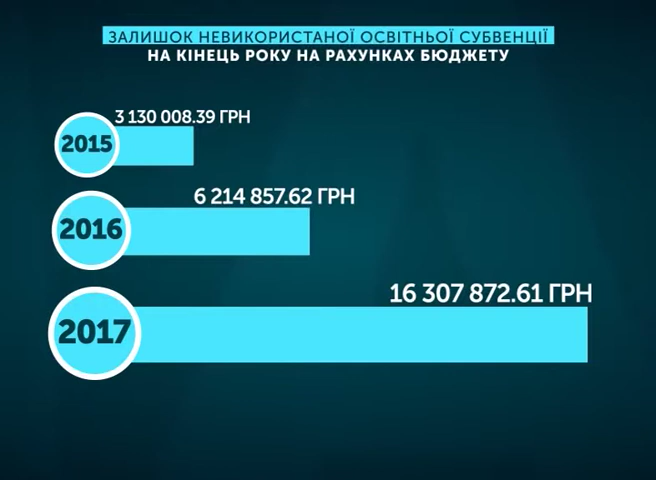 ЗАЛИШОК НЕВИКОРИСТАНОЇ ОСВІТНЬОЇ СУБВЕНЦІЇ
НА КІНЕЦЬ РОКУ НА РАХУНКАХ БЮДЖЕТУ
3 130 008.39 ГРН
2015
6 214 857.62 ГРН
2016
16 307 872.61 ГРН
2017